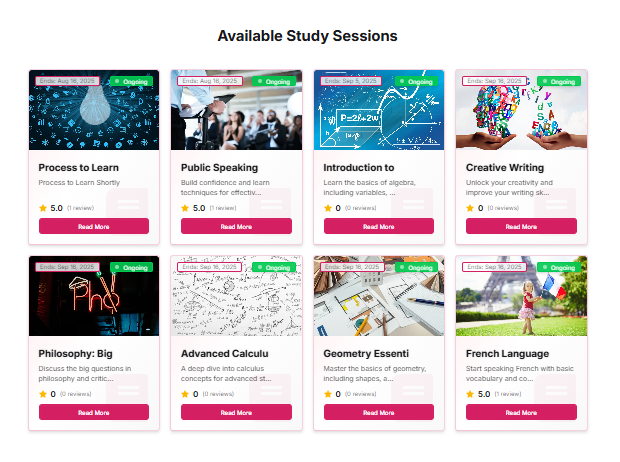 Available Study Sessions
Ends: Aug 16, 2025
Ongoing
Process to Learn
Process to Learn Shortly
5.0 (1 review)
Read More
Ends: Aug 16, 2025
Ongoing
Public Speaking
Build confidence and learn
techniques for effectiv...
5.0 (1 review)
Read More
Ends: Sep 5, 2025
Ongoing
P=2ℓ+2w
Introduction to
Learn the basics of algebra,
including variables, ...
0 (0 reviews)
Read More
Ends: Sep 16, 2025
Ongoing
Creative Writing
Unlock your creativity and
improve your writing sk...
0 (0 reviews)
Read More
Ends: Sep 16, 2025
Ongoing
Philosophy: Big
Discuss the big questions in
philosophy and critic...
0 (0 reviews)
Read More
Ends: Sep 16, 2025
Ongoing
Advanced Calculu
A deep dive into calculus
concepts for advanced st...
0 (0 reviews)
Read More
Ends: Sep 16, 2025
Ongoing
Geometry Essenti
Master the basics of geometry,
including shapes, a...
0 (0 reviews)
Read More
Ends: Sep 16, 2025
Ongoing
French Language
Start speaking French with basic
vocabulary and co...
5.0 (1 review)
Read More